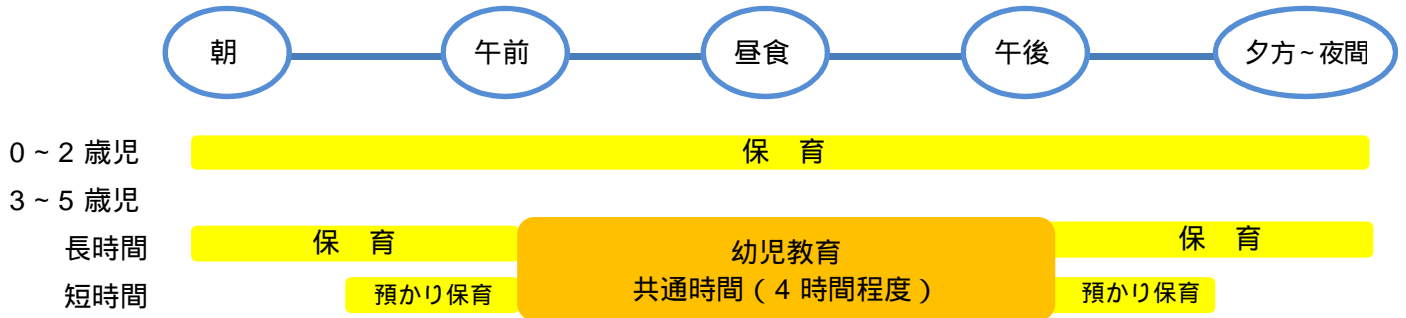 朝 午前 昼食 午後 夕方~夜間
0~2歳児 保 育
3~5歳児
長時間 保 育 幼児教育 保 育
短時間 預かり保育 共通時間(4時間程度) 預かり保育